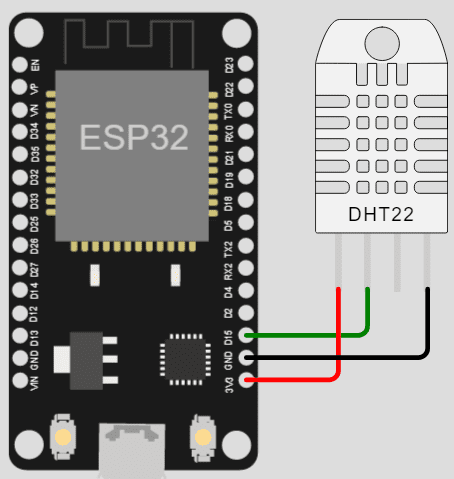 EN
VP
VN
D34
D35
D32
D33
D25
D26
D27
D14
D12
D13
GND
VIN
ESP32
D23
D22
TX0
RX0
D21
D19
D18
D5
TX2
RX2
D4
D2
D15
GND
3V3
DHT22